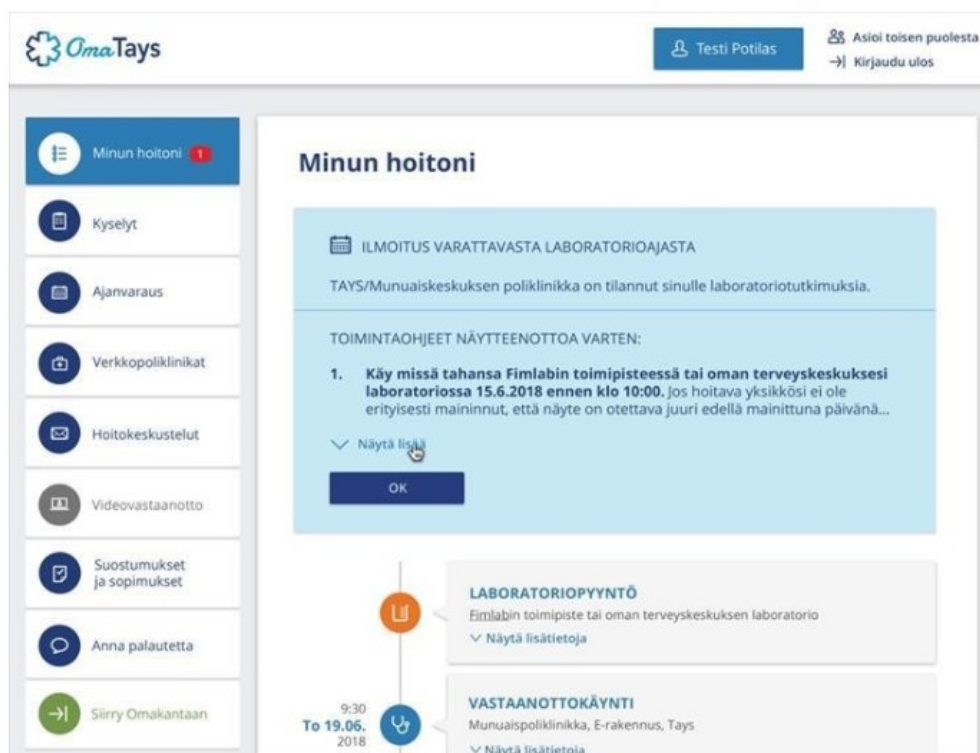 OmaTays
Testi Potilas
Asioi toisen puolesta
Kirjaudu ulos
Minun hoitoni 1
Kyselyt
Ajanvaraus
Verkkopoliklinikat
Hoitokeskustelut
Videovastaanotto
Suostumukset
ja sopimukset
Anna palautetta
Siirry Omakantaan
Minun hoitoni
ILMOITUS VARATTAVASTA LABORATORIOAJASTA
TAYS/Munuaiskeskuksen poliklinikka on tilannut sinulle laboratoriotutkimuksia.
TOIMINTAOHJEET NÄYTTEENOTTOA VARTEN:
1. Käy missä tahansa Fimlabin toimipisteessä tai oman terveyskeskuksesi
laboratoriossa 15.6.2018 ennen klo 10:00. Jos hoitava yksikkösi ei ole
erityisesti maininnut, että näyte on otettava juuri edellä mainittuna päivänä...
Näytä lisää
OK
LABORATORIOPYYNTÖ
Fimlabin toimipiste tai oman terveyskeskuksen laboratorio
Näytä lisätietoja
9:30
To 19.06.
2018
VASTAANOTTOKÄYNTI
Munuaispoliklinikka, E-rakennus, Tays
Näytä lisätietoja